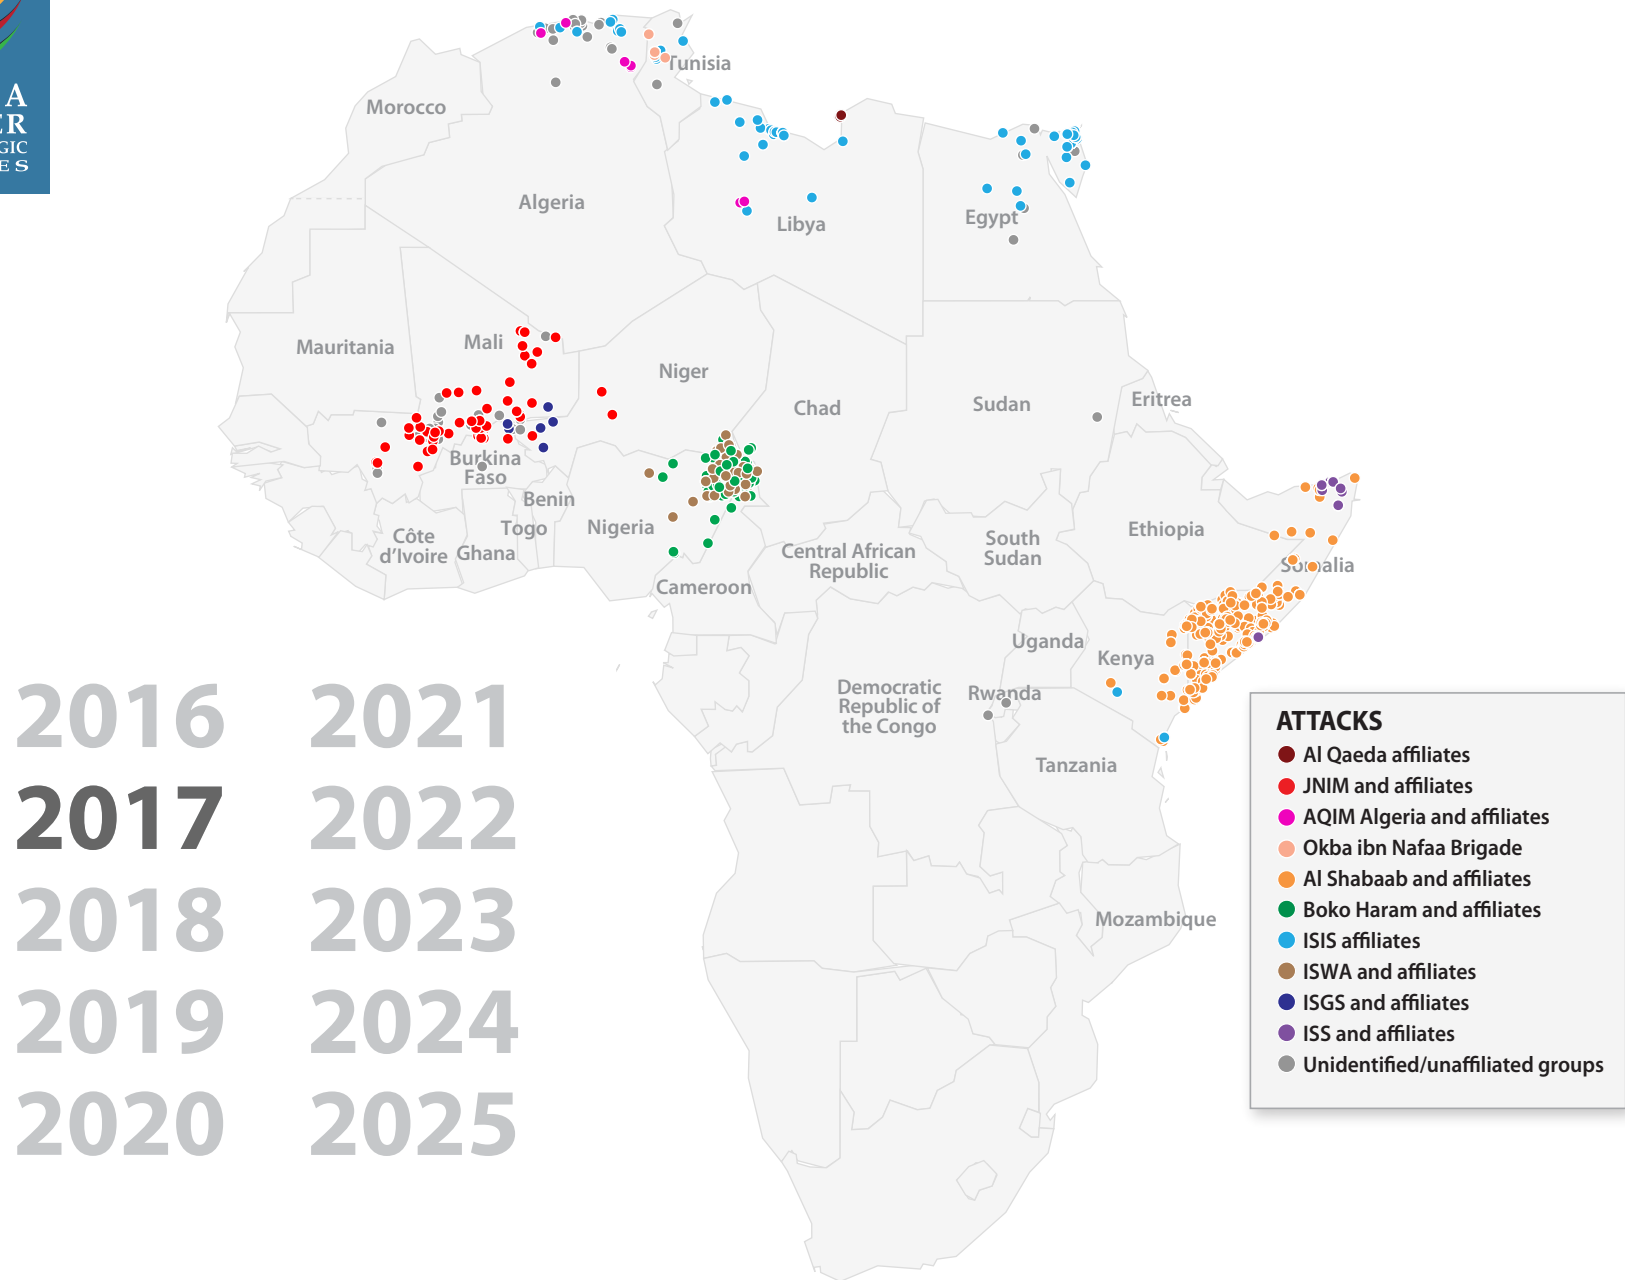 A
ER
GIC
ES
Morocco
Tunisia
Algeria
Libya
Egypt
Mauritania
Mali
Niger
Chad
Sudan
Eritrea
Burkina
Faso
Benin
Togo
Nigeria
Côte
d'Ivoire
Ghana
Cameroon
Central African
Republic
South
Sudan
Ethiopia
Somalia
Uganda
Kenya
Rwanda
Democratic
Republic of
the Congo
Tanzania
Mozambique
2016 2021
2017 2022
2018 2023
2019 2024
2020 2025
ATTACKS
Al Qaeda affiliates
JNIM and affiliates
AQIM Algeria and affiliates
Okba ibn Nafaa Brigade
Al Shabaab and affiliates
Boko Haram and affiliates
ISIS affiliates
ISWA and affiliates
ISGS and affiliates
ISS and affiliates
Unidentified/unaffiliated groups